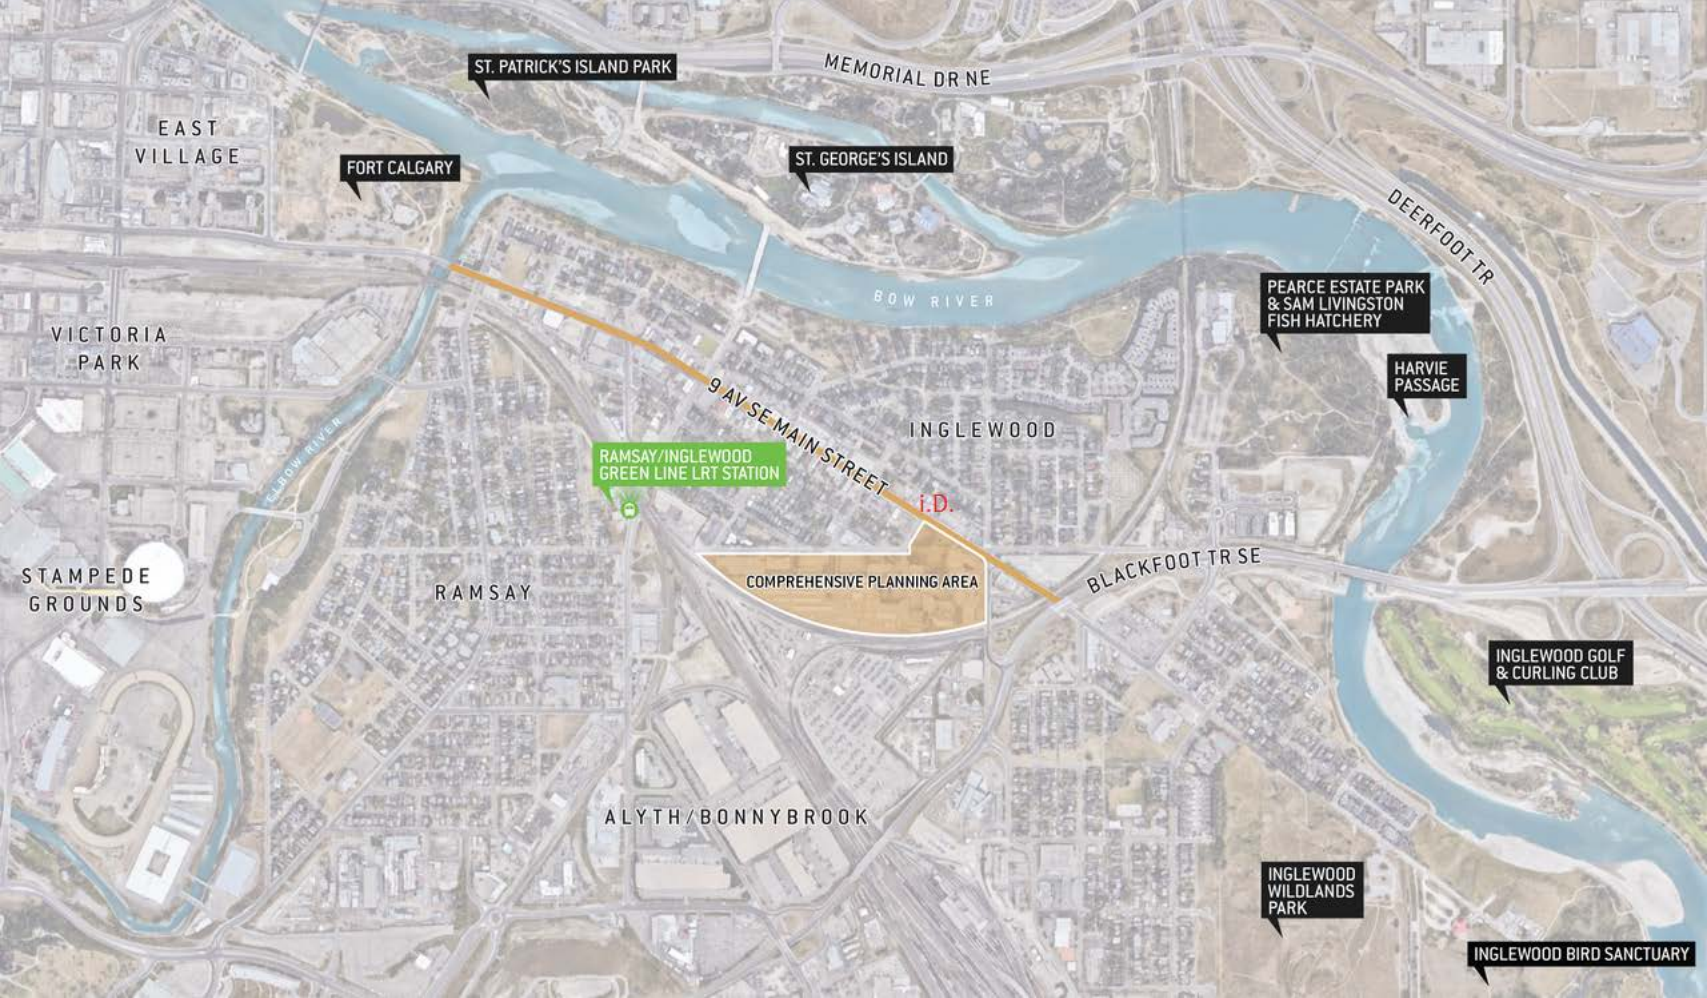 ST. PATRICK'S ISLAND PARK
MEMORIAL DR NE
EAST
VILLAGE
FORT CALGARY
ST. GEORGE'S ISLAND
DEERFOOT TR
BOW RIVER
PEARCE ESTATE PARK
& SAM LIVINGSTON
FISH HATCHERY
VICTORIA
PARK
HARVIE
PASSAGE
9 AV SE MAIN STREET
INGLEWOOD
ELBOW RIVER
RAMSAY/INGLEWOOD
GREEN LINE LRT STATION
i.D.
STAMPEDE
GROUNDS
RAMSAY
COMPREHENSIVE PLANNING AREA
BLACKFOOT TR SE
INGLEWOOD GOLF
& CURLING CLUB
ALYTH/BONNYBROOK
INGLEWOOD
WILDLANDS
PARK
INGLEWOOD BIRD SANCTUARY